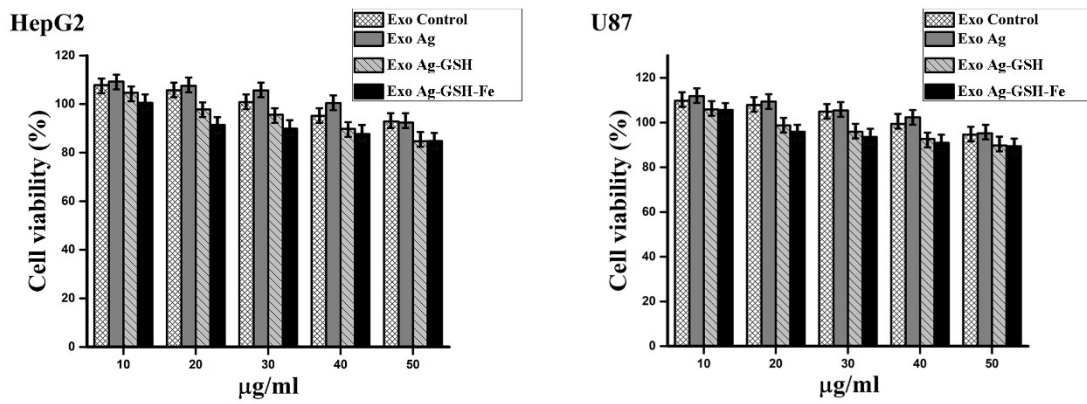 HepG2
Exo Control
Exo Ag
Exo Ag-GSH
Exo Ag-GSH-Fe
Cell viability (%)
120
100
80
60
40
20
0
10 20 30 40 50
µg/ml
U87
Exo Control
Exo Ag
Exo Ag-GSH
Exo Ag-GSH-Fe
Cell viability (%)
120
100
80
60
40
20
0
10 20 30 40 50
µg/ml